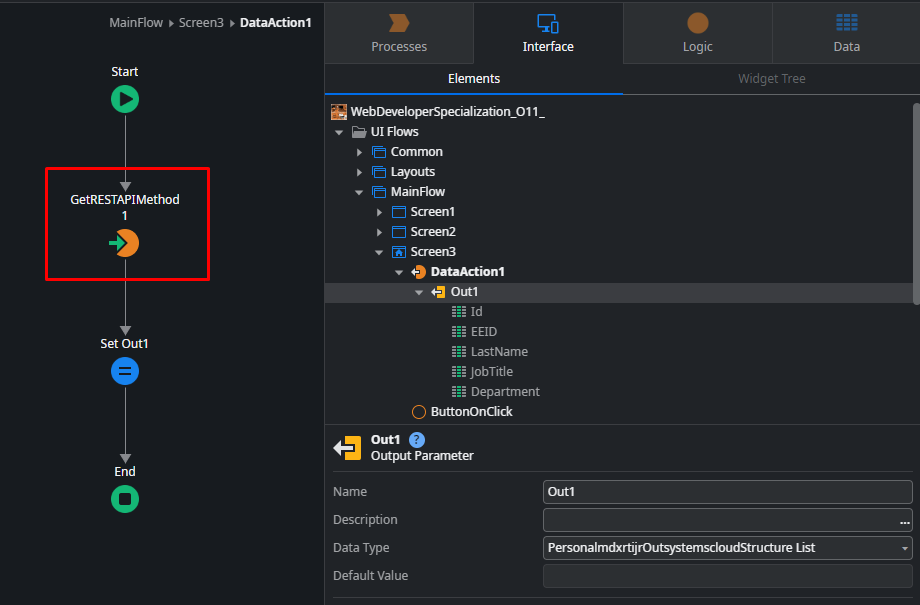 MainFlow Screen3 DataAction1
Start
GetRESTAPIMethod
1
Set Out1
End
Processes
Interface
Logic
Data
Elements
Widget Tree
WebDeveloperSpecialization_O11_
UI Flows
Common
Layouts
MainFlow
Screen1
Screen2
Screen3
DataAction1
Out1
Id
EEID
LastName
JobTitle
Department
ButtonOnClick
Out1 ?
Output Parameter
Name Out1
Description ...
Data Type PersonalmdxrtijrOutsystemscloudStructure List
Default Value